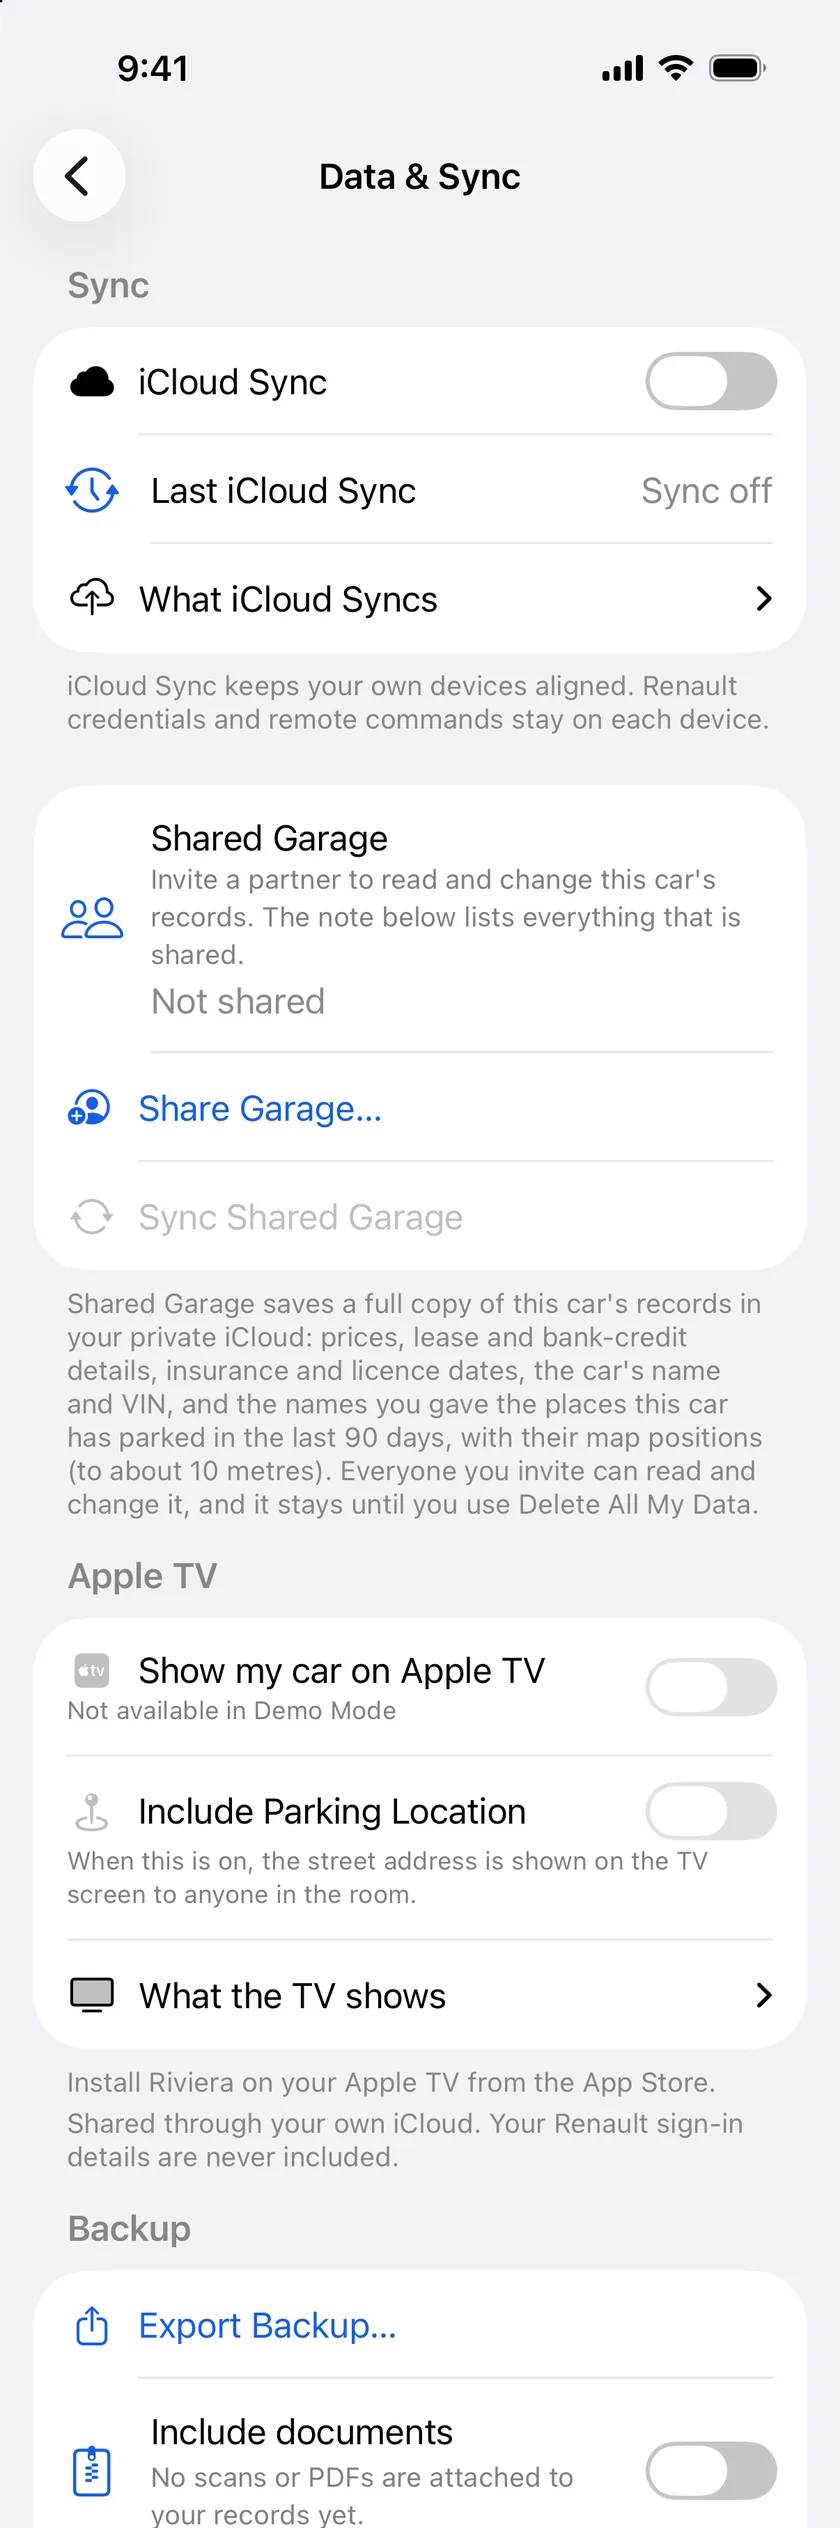 9:41
Data & Sync
Sync
iCloud Sync
Last iCloud Sync
Sync off
What iCloud Syncs
iCloud Sync keeps your own devices aligned. Renault
credentials and remote commands stay on each device.
Shared Garage
Invite a partner to read and change this car's
records. The note below lists everything that is
shared.
Not shared
Share Garage...
Sync Shared Garage
Shared Garage saves a full copy of this car's records in
your private iCloud: prices, lease and bank-credit
details, insurance and licence dates, the car's name
and VIN, and the names you gave the places this car
has parked in the last 90 days, with their map positions
(to about 10 metres). Everyone you invite can read and
change it, and it stays until you use Delete All My Data.
Apple TV
tv
Show my car on Apple TV
Not available in Demo Mode
Include Parking Location
When this is on, the street address is shown on the TV
screen to anyone in the room.
What the TV shows
Install Riviera on your Apple TV from the App Store.
Shared through your own iCloud. Your Renault sign-in
details are never included.
Backup
Export Backup...
Include documents
No scans or PDFs are attached to
your records yet.